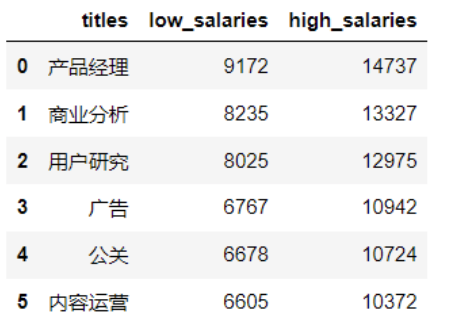 titles low_salaries high_salaries
0 产品经理 9172 14737
1 商业分析 8235 13327
2 用户研究 8025 12975
3 广告 6767 10942
4 公关 6678 10724
5 内容运营 6605 10372